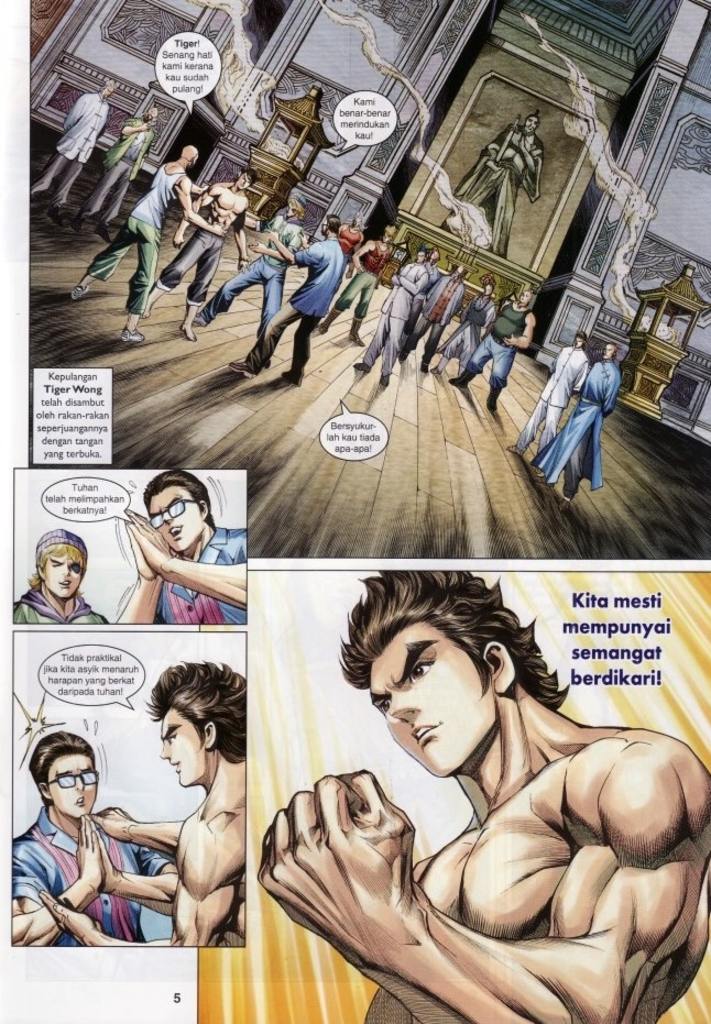 Tiger!
Senang hati
kami kerana
kau sudah
pulang!
Kami
benar-benar
merindukan
kau!
Kepulangan
Tiger Wong
telah disambut
oleh rakan-rakan
seperjuangannya
dengan tangan
yang terbuka.
Bersyukur-
lah kau tiada
apa-apa!
Tuhan
telah melimpahkan
berkatnya!
Tidak praktikal
jika kita asyik menaruh
harapan yang berkat
daripada tuhan!
Kita mesti
mempunyai
semangat
berdikari!
5